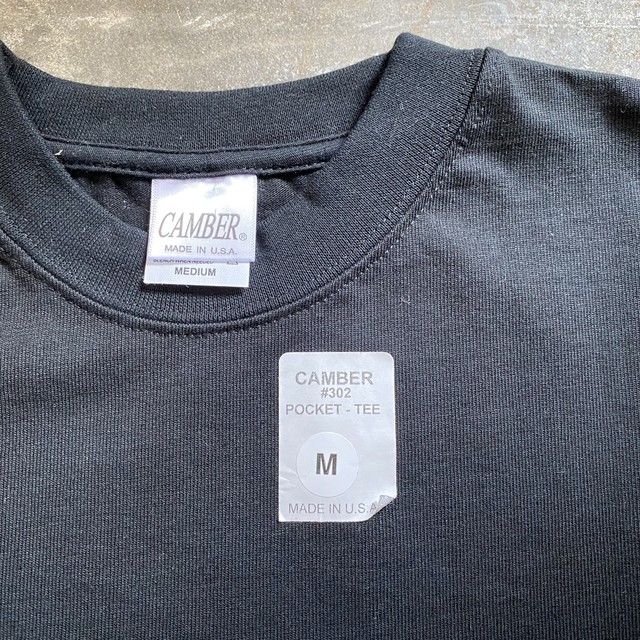 CAMBER®
MADE IN U.S.A.
MEDIUM
CAMBER
#302
POCKET - TEE
M
MADE IN U.S.A